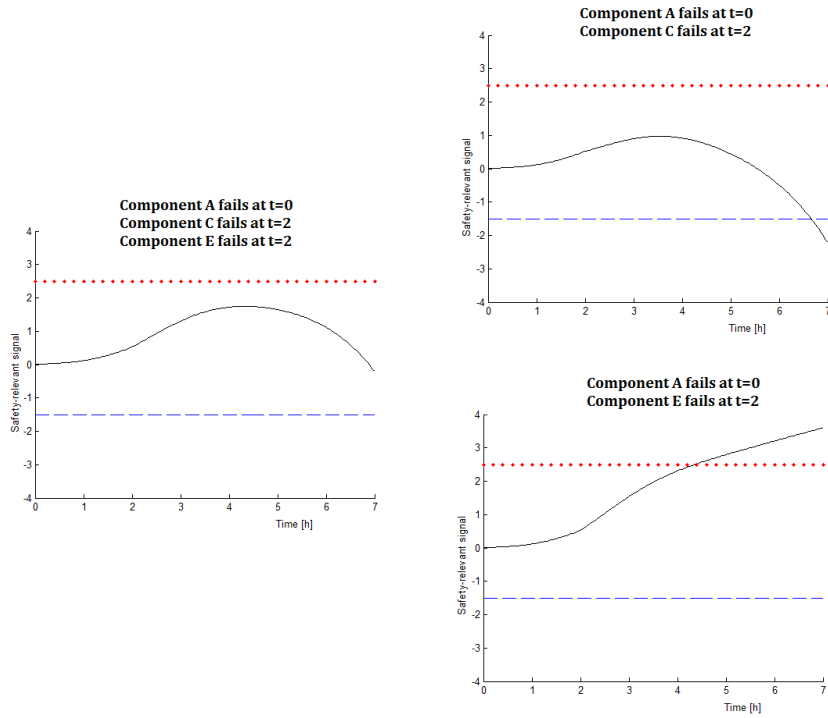 Component A fails at t=0
Component C fails at t=2
Component E fails at t=2
4
3
2
1
0
-1
-2
-3
-4
Safety-relevant signal
0 1 2 3 4 5 6 7
Time [h]
Component A fails at t=0
Component C fails at t=2
4
3
2
1
0
-1
-2
-3
-4
Safety-relevant signal
0 1 2 3 4 5 6 7
Time [h]
Component A fails at t=0
Component E fails at t=2
4
3
2
1
0
-1
-2
-3
-4
Safety-relevant signal
0 1 2 3 4 5 6 7
Time [h]